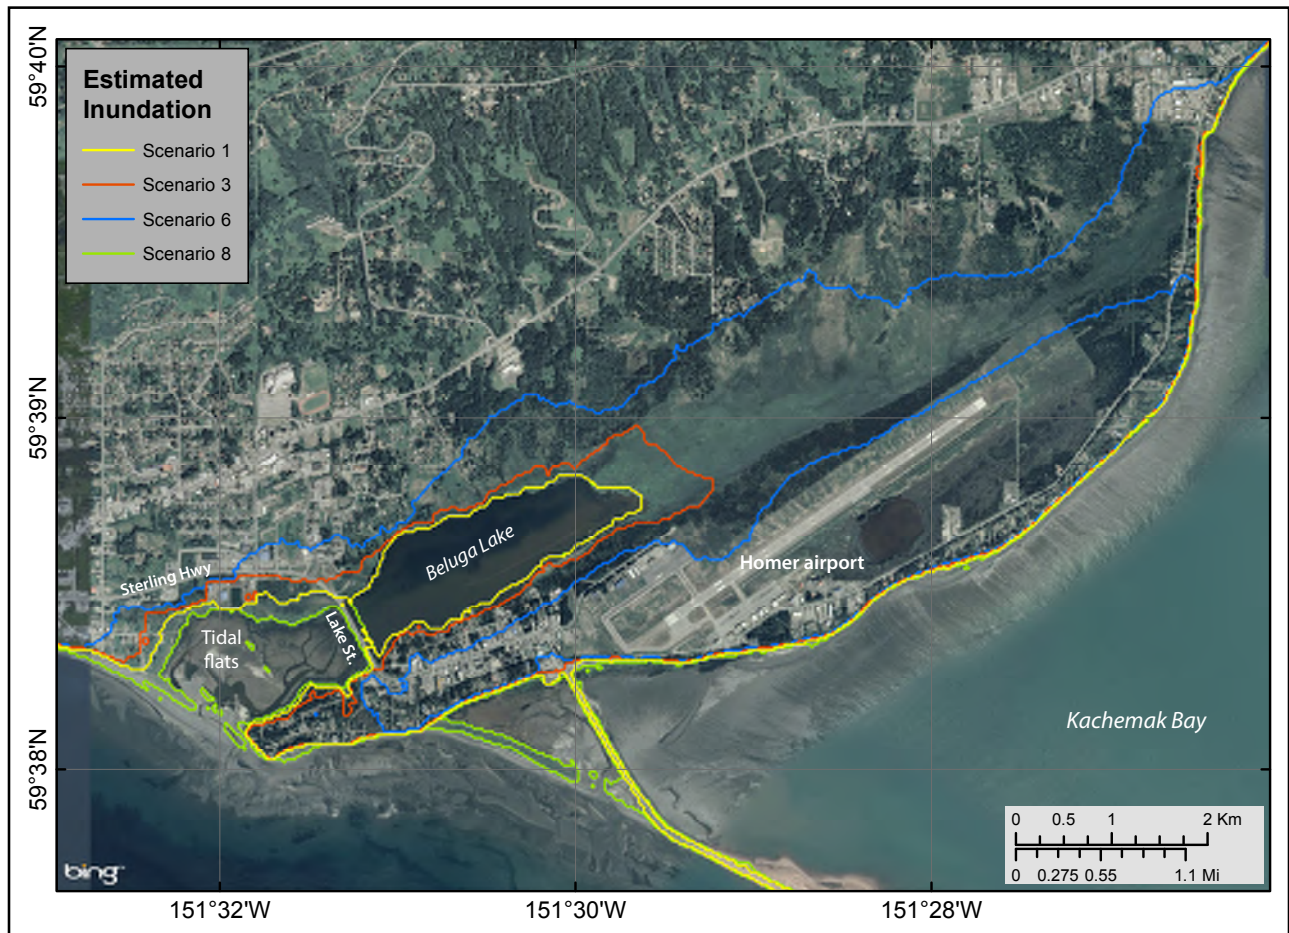 Estimated
Inundation
Scenario 1
Scenario 3
Scenario 6
Scenario 8
59°40'N
59°39'N
59°38'N
Sterling Hwy
Beluga Lake
Homer airport
Tidal
flats
Lake St.
Kachemak Bay
0 0.5 1 2 Km
0 0.275 0.55 1.1 Mi
bing™
151°32'W 151°30'W 151°28'W